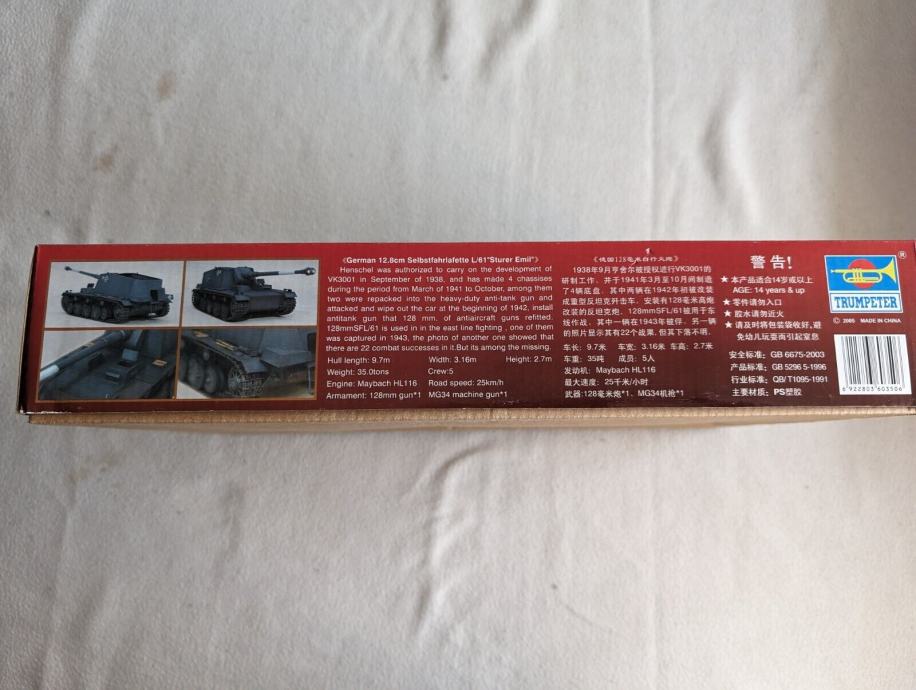 《German 12.8cm Selbstfahrlafette L/61"Sturer Emil"》
Henschel was authorized to carry on the development of
VK3001 in September of 1938, and has made 4 chassises
during the period from March of 1941 to October, among them
two were repacked into the heavy-duty anti-tank gun and
attacked and wipe out the car at the beginning of 1942, install
antitank gun that 128 mm. of antiaircraft guns refitted.
128mmSFL/61 is used in in the east line fighting , one of them
was captured in 1943, the photo of another one showed that
there are 22 combat successes in it.But its among the missing.
Hull length: 9.7m Width: 3.16m Height: 2.7m
Weight: 35.0tons Crew:5
Engine: Maybach HL116 Road speed: 25km/h
Armament: 128mm gun*1 MG34 machine gun*1
《德国128毫米自行火炮》
1938年9月亨舍尔被授权进行VK3001的
研制工作。并于1941年3月至10月间制造
了4辆底盘，其中两辆在1942年初被改装
成重型反坦克歼击车。安装有128毫米高炮
改装的反坦克炮。128mmSFL/61被用于东
线作战，其中一辆在1943年被俘。另一辆
的照片显示其有22个战果，但其下落不明。
车长：9.7米 车宽：3.16米 车高：2.7米
车重：35吨 成员：5人
发动机：Maybach HL116
最大速度：25千米/小时
武器:128毫米炮*1、MG34机枪*1
警告!
★本产品适合14岁或以上
AGE: 14 years & up
★零件请勿入口
★胶水请勿近火
★请及时将包装袋收好,避
免幼儿玩耍而引起窒息
安全标准：GB 6675-2003
产品标准：GB 5296 5-1996
行业标准：QB/T1095-1991
主要材质：PS塑胶
®
TRUMPETER
© 2005 MADE IN CHINA
6 922803 603506